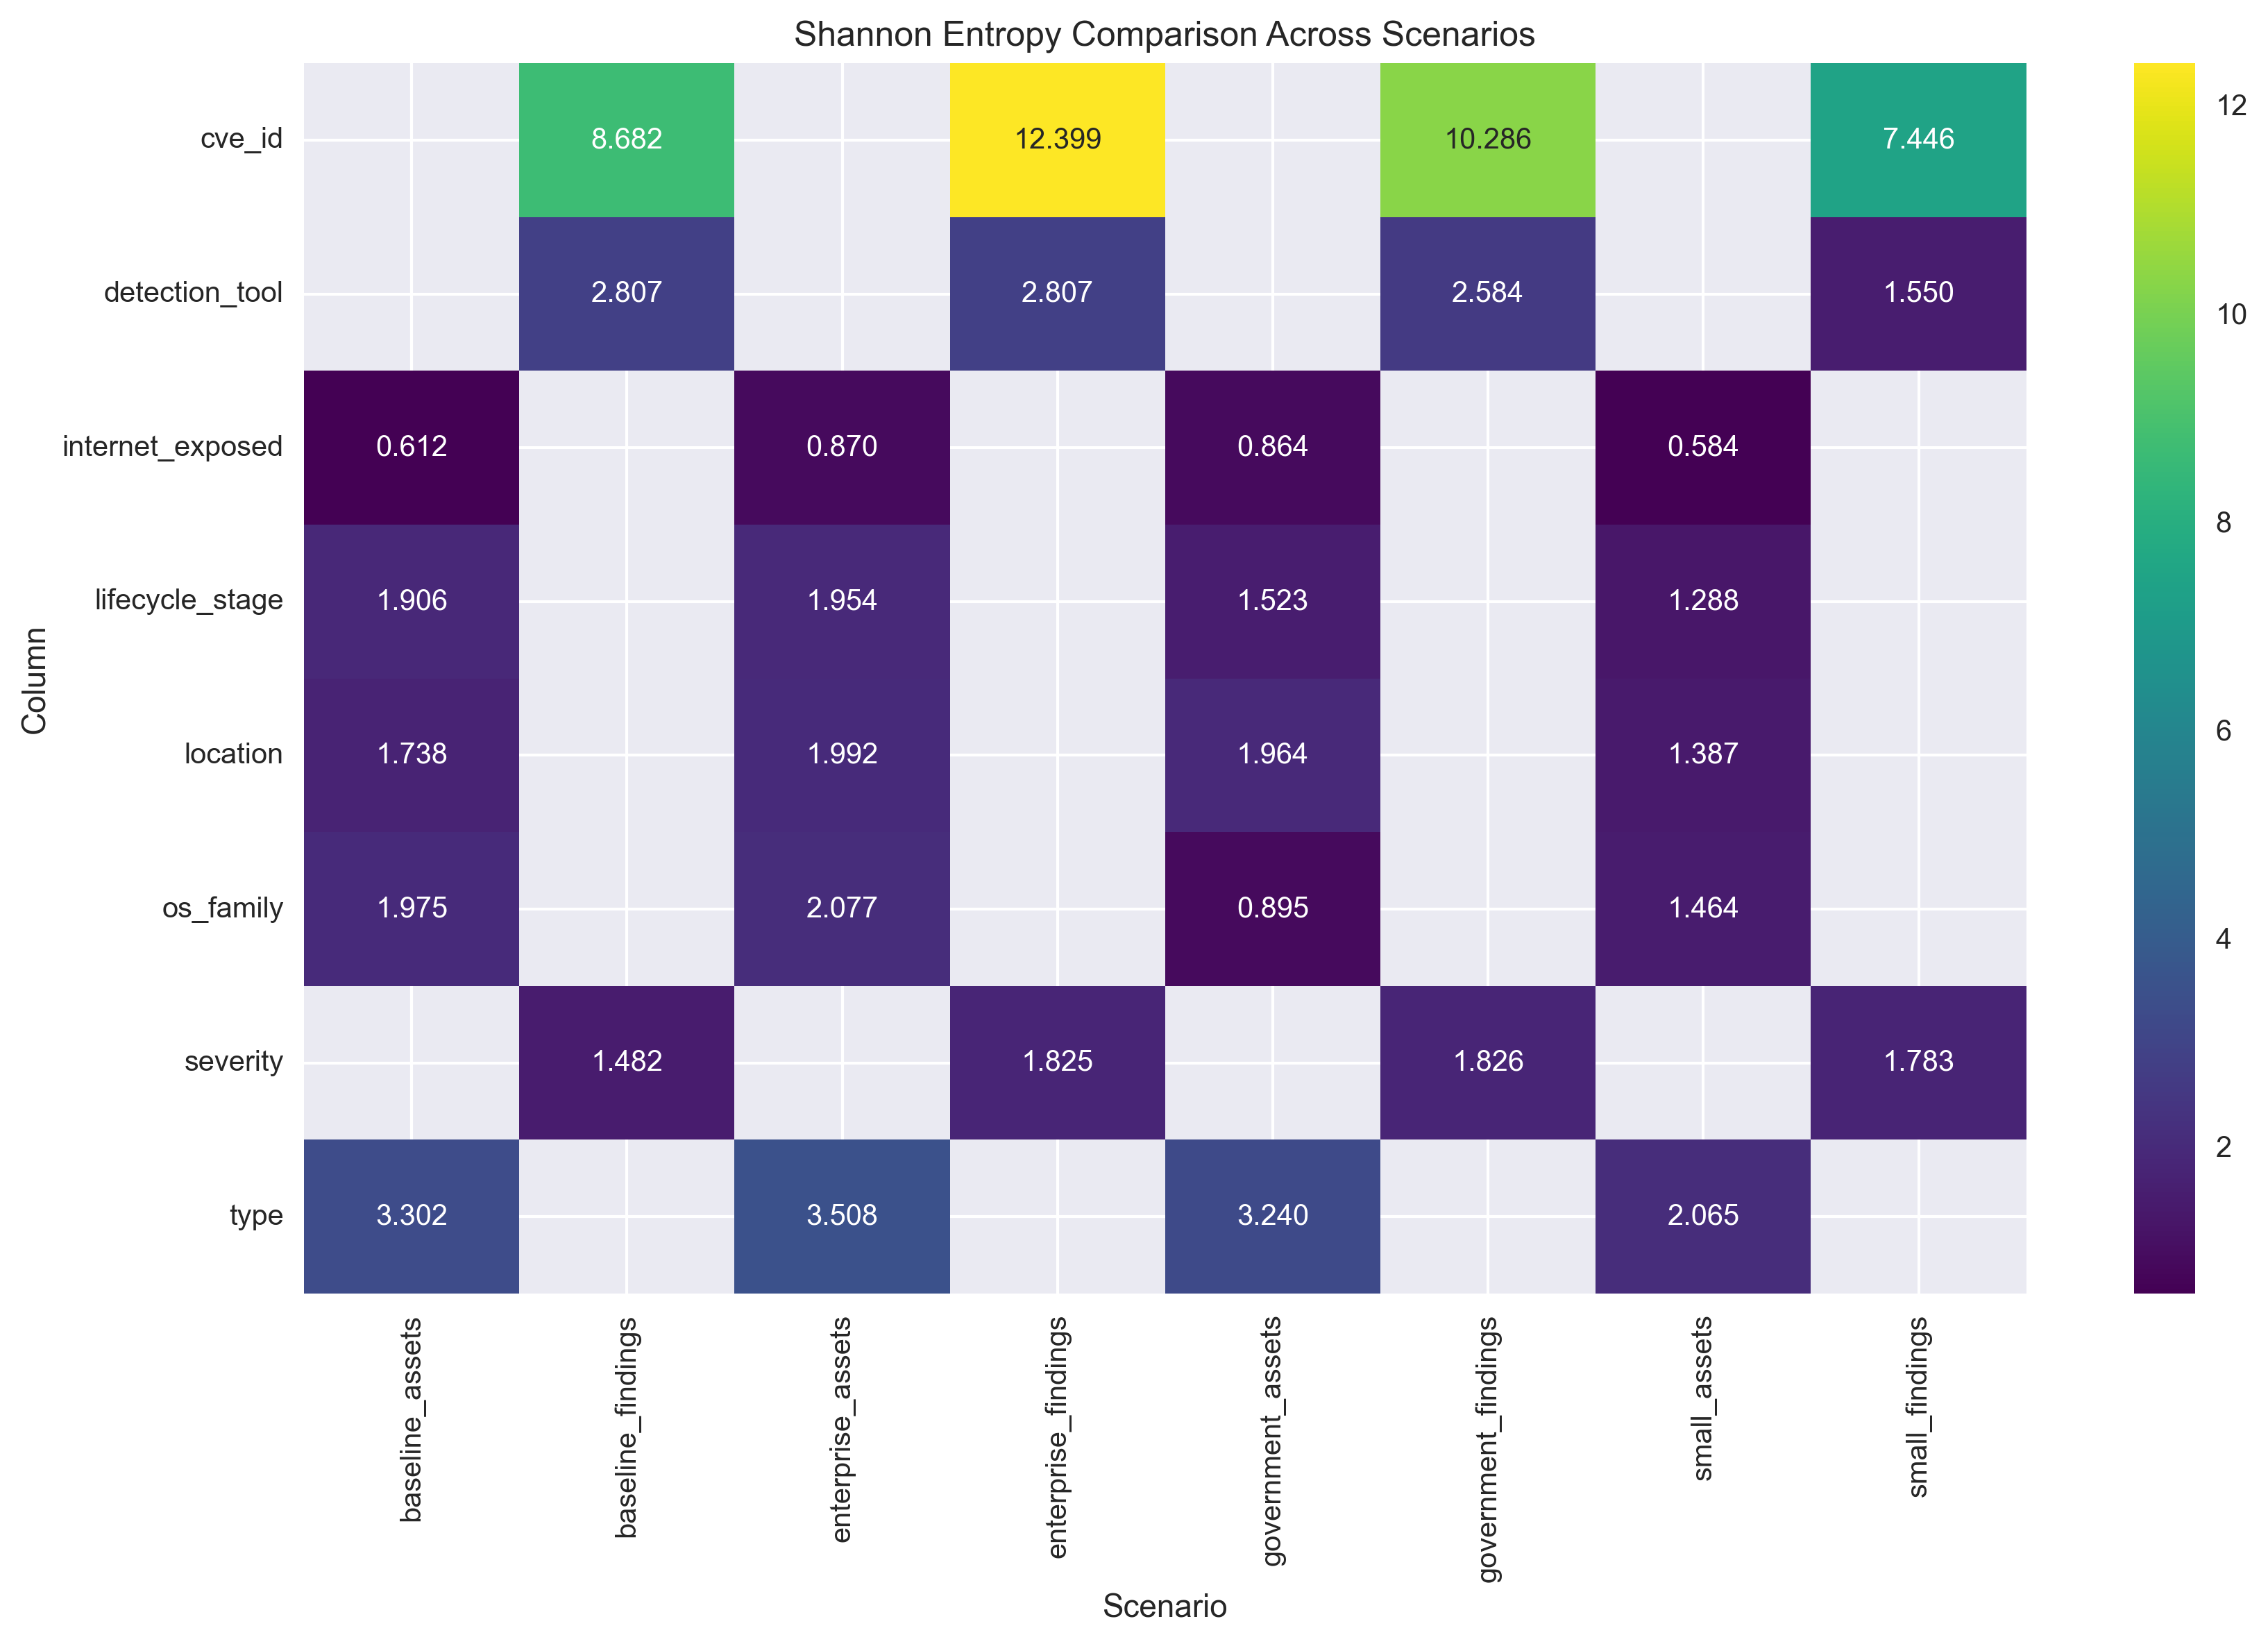 Shannon Entropy Comparison Across Scenarios
cve_id 8.682 12.399 10.286 7.446
detection_tool 2.807 2.807 2.584 1.550
internet_exposed 0.612 0.870 0.864 0.584
lifecycle_stage 1.906 1.954 1.523 1.288
location 1.738 1.992 1.964 1.387
os_family 1.975 2.077 0.895 1.464
severity 1.482 1.825 1.826 1.783
type 3.302 3.508 3.240 2.065
Column
baseline_assets
baseline_findings
enterprise_assets
enterprise_findings
government_assets
government_findings
small_assets
small_findings
Scenario
12
10
8
6
4
2